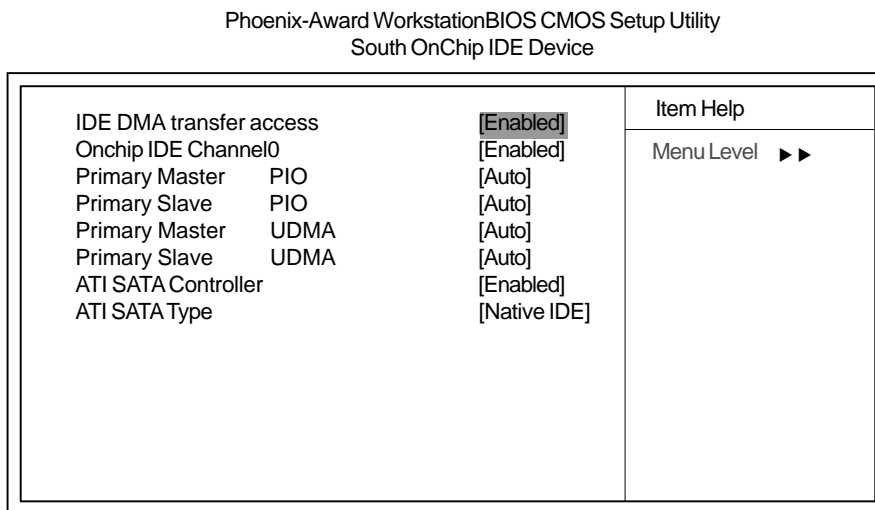 Phoenix-Award WorkstationBIOS CMOS Setup Utility
South OnChip IDE Device
IDE DMA transfer access [Enabled]
Onchip IDE Channel0 [Enabled]
Primary Master PIO [Auto]
Primary Slave PIO [Auto]
Primary Master UDMA [Auto]
Primary Slave UDMA [Auto]
ATI SATA Controller [Enabled]
ATI SATA Type [Native IDE]
Item Help
Menu Level ►►